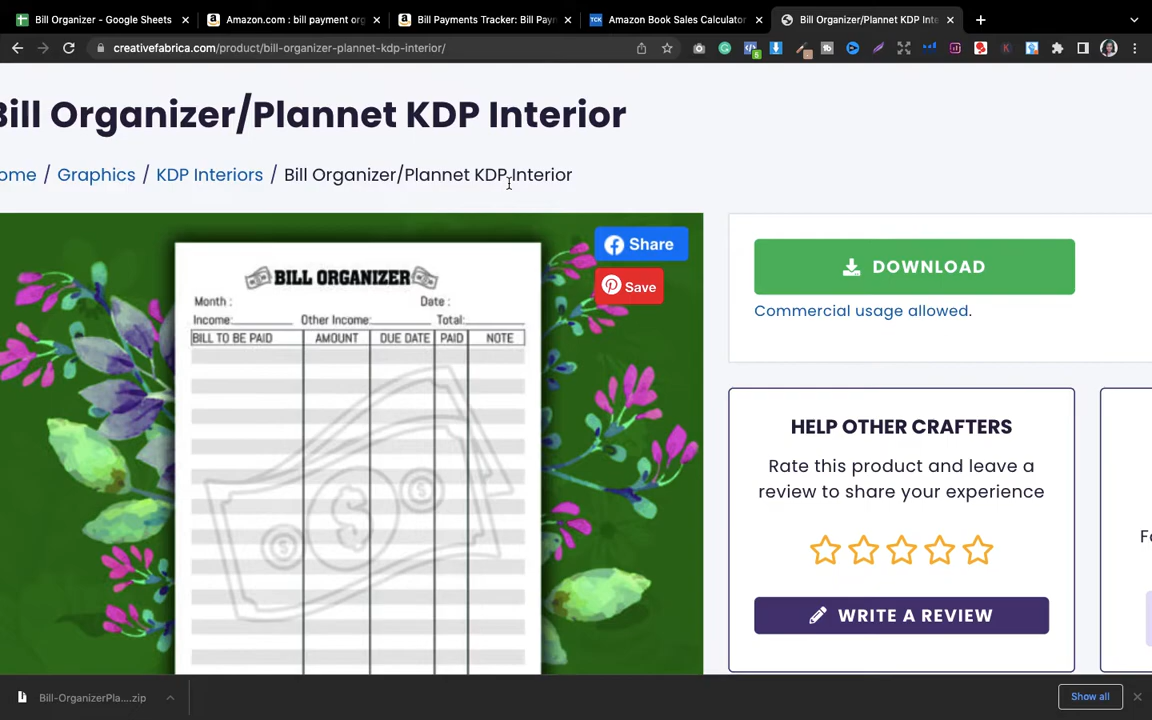 Bill Organizer - Google Sheets
Amazon.com : bill payment org
Bill Payments Tracker: Bill Payn
TCK Amazon Book Sales Calculator
Bill Organizer/Plannet KDP Inte
creativefabrica.com/product/bill-organizer-plannet-kdp-interior/
Bill Organizer/Plannet KDP Interior
ome / Graphics / KDP Interiors / Bill Organizer/Plannet KDP Interior
Share
Save
BILL ORGANIZER
Month : Date :
Income: Other Income: Total:
BILL TO BE PAID AMOUNT DUE DATE PAID NOTE
DOWNLOAD
Commercial usage allowed.
HELP OTHER CRAFTERS
Rate this product and leave a
review to share your experience
WRITE A REVIEW
Fo
Bill-OrganizerPla....zip
Show all